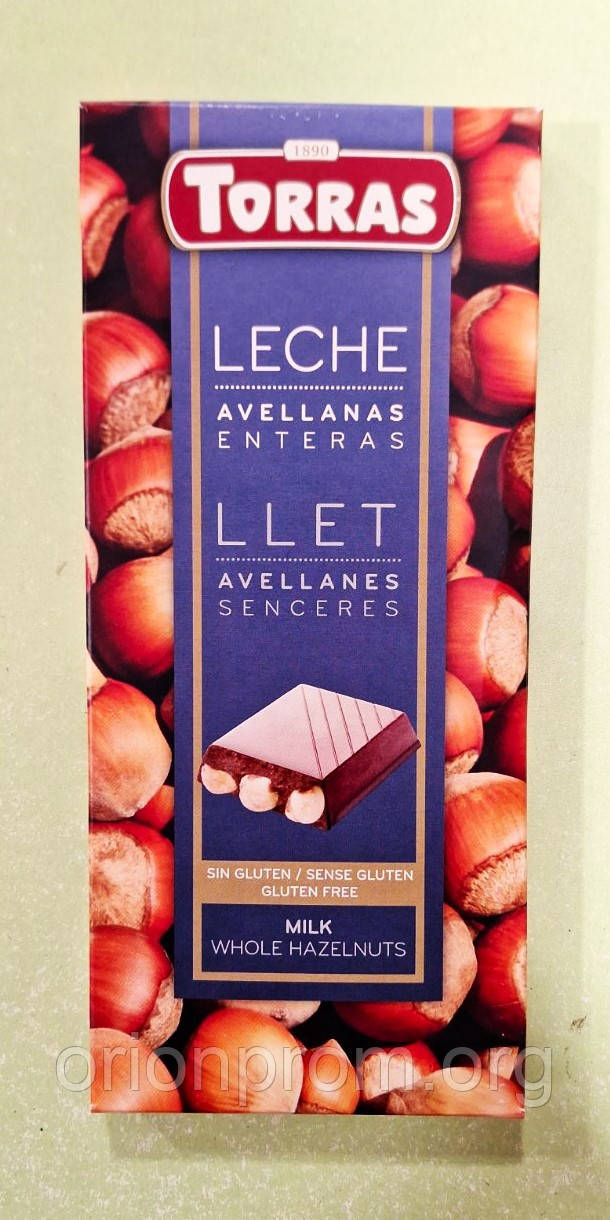 1890
TORRAS
LECHE
AVELLANAS
ENTERAS
LLET
AVELLANES
SENCERES
SIN GLUTEN / SENSE GLUTEN
GLUTEN FREE
MILK
WHOLE HAZELNUTS
orionprom.org